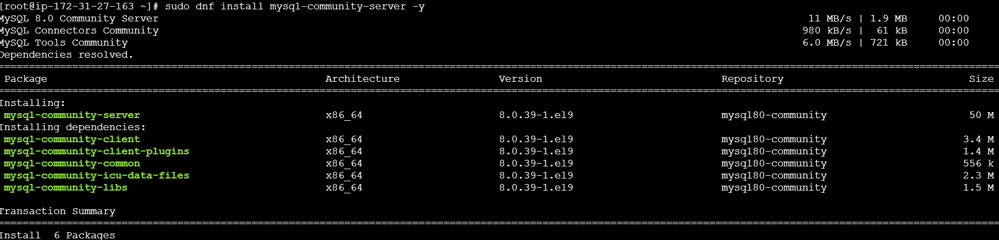 [root@ip-172-31-27-163 ~]# sudo dnf install mysql-community-server -y
MySQL 8.0 Community Server 11 MB/s | 1.9 MB 00:00
MySQL Connectors Community 980 kB/s | 61 kB 00:00
MySQL Tools Community 6.0 MB/s | 721 kB 00:00
Dependencies resolved.
Package Architecture Version Repository Size
Installing:
mysql-community-server x86_64 8.0.39-1.el9 mysql80-community 50 M
Installing dependencies:
mysql-community-client x86_64 8.0.39-1.el9 mysql80-community 3.4 M
mysql-community-client-plugins x86_64 8.0.39-1.el9 mysql80-community 1.4 M
mysql-community-common x86_64 8.0.39-1.el9 mysql80-community 556 k
mysql-community-icu-data-files x86_64 8.0.39-1.el9 mysql80-community 2.3 M
mysql-community-libs x86_64 8.0.39-1.el9 mysql80-community 1.5 M
Transaction Summary
Install 6 Packages